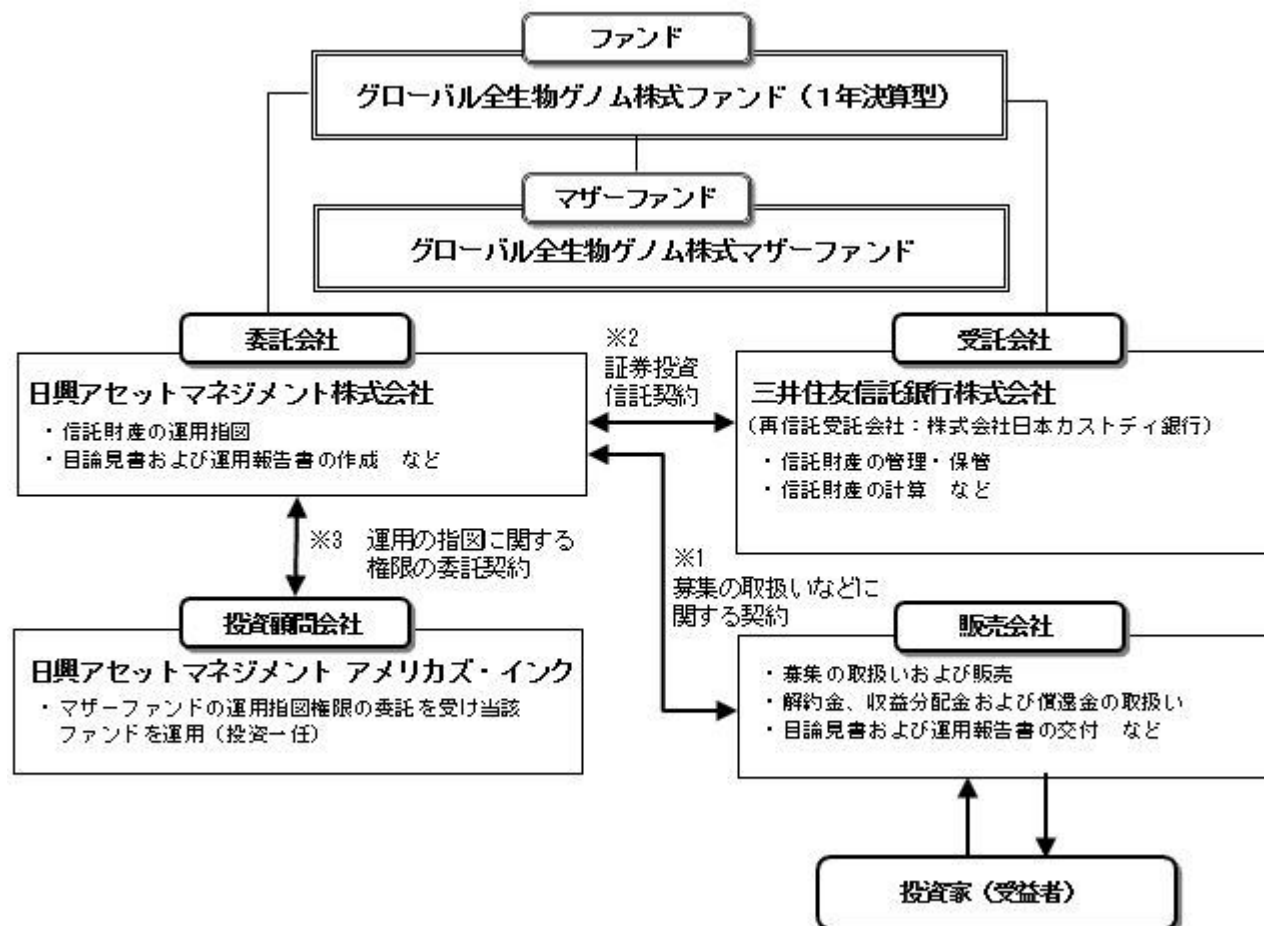 ファンド
グローバル全生物ゲノム株式ファンド（１年決算型）
マザーファンド
グローバル全生物ゲノム株式マザーファンド
委託会社
日興アセットマネジメント株式会社
・信託財産の運用指図
・目論見書および運用報告書の作成　など
※2
証券投資
信託契約
受託会社
三井住友信託銀行株式会社
（再信託受託会社：株式会社日本カストディ銀行）
・信託財産の管理・保管
・信託財産の計算　など
※3　運用の指図に関する
権限の委託契約
※1
募集の取扱いなどに
関する契約
投資顧問会社
日興アセットマネジメント アメリカズ・インク
・マザーファンドの運用指図権限の委託を受け当該
ファンドを運用（投資一任）
販売会社
・募集の取扱いおよび販売
・解約金、収益分配金および償還金の取扱い
・目論見書および運用報告書の交付　など
投資家（受益者）